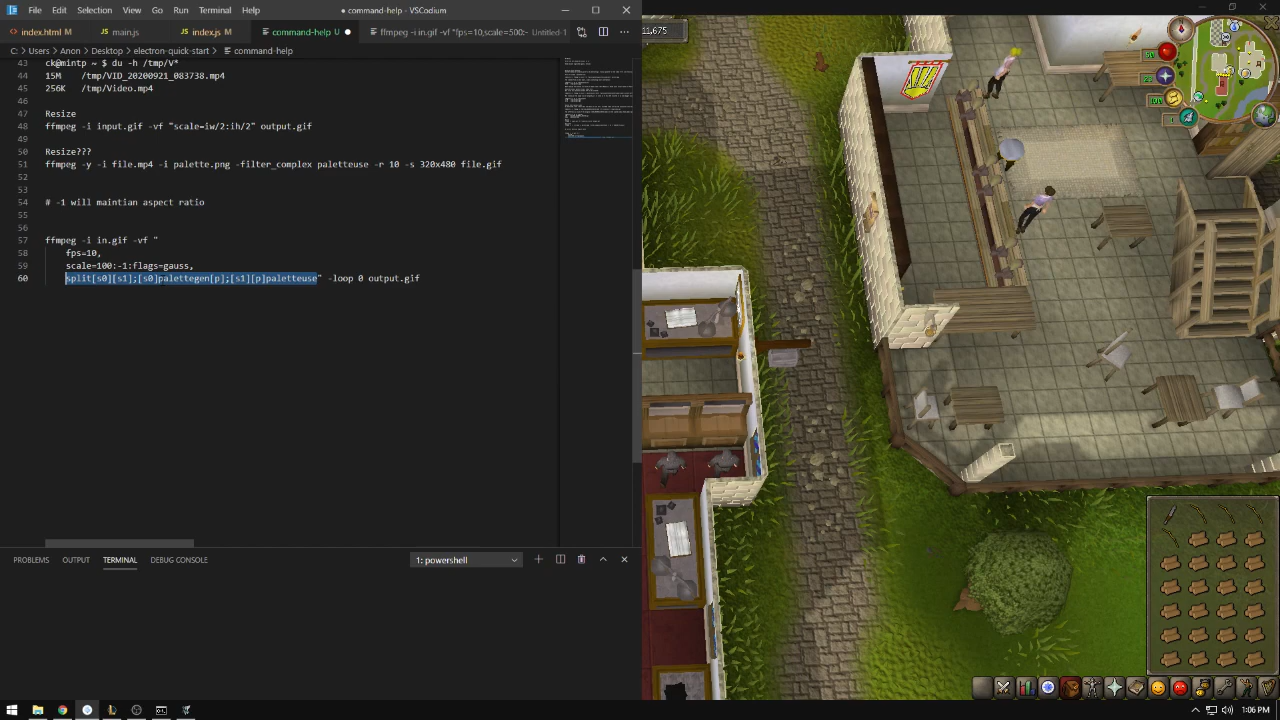 File Edit Selection View Go Run Terminal Help
● command-help - VSCodium
index.html M
main.js
index.js M
command-help U ●
ffmpeg -i in.gif -vf "fps=10,scale=500:- Untitled-1
C: > Users > Anon > Desktop > electron-quick-start > command-help
43 ck@mintp ~ $ du -h /tmp/V*
44 15M /tmp/VID_20200921_083738.mp4
45 256K /tmp/Video.mp4
46
47 Resize -
48 ffmpeg -i input.gif -vf "scale=iw/2:ih/2" output.gif
49
50 Resize???
51 ffmpeg -y -i file.mp4 -i palette.png -filter_complex paletteuse -r 10 -s 320x480 file.gif
52
53
54 # -1 will maintian aspect ratio
55
56
57 ffmpeg -i in.gif -vf "
58 fps=10,
59 scale=100:-1:flags=gauss,
60 split[s0][s1];[s0]palettegen[p];[s1][p]paletteuse" -loop 0 output.gif
PROBLEMS OUTPUT TERMINAL DEBUG CONSOLE
1: powershell
1:06 PM